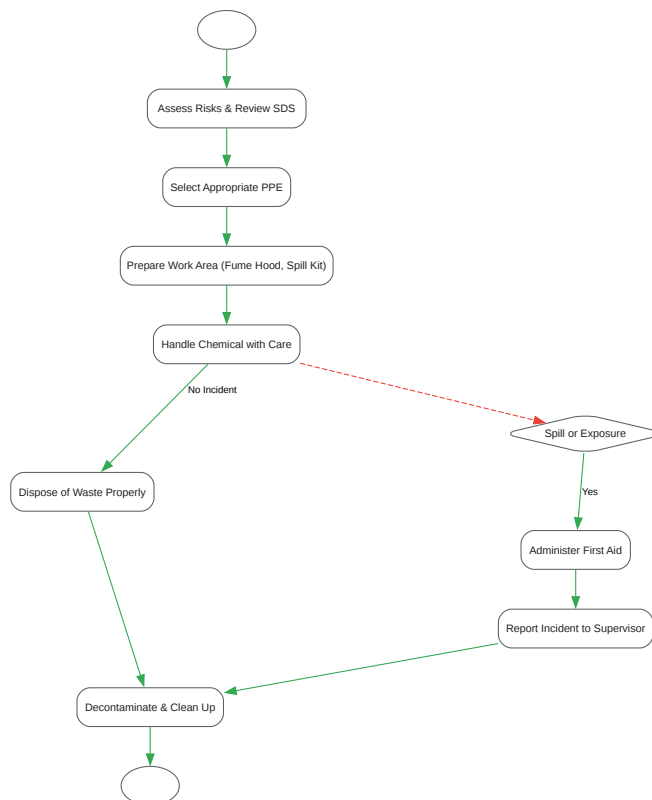 Assess Risks & Review SDS
Select Appropriate PPE
Prepare Work Area (Fume Hood, Spill Kit)
Handle Chemical with Care
No Incident
Spill or Exposure
Dispose of Waste Properly
Yes
Administer First Aid
Report Incident to Supervisor
Decontaminate & Clean Up